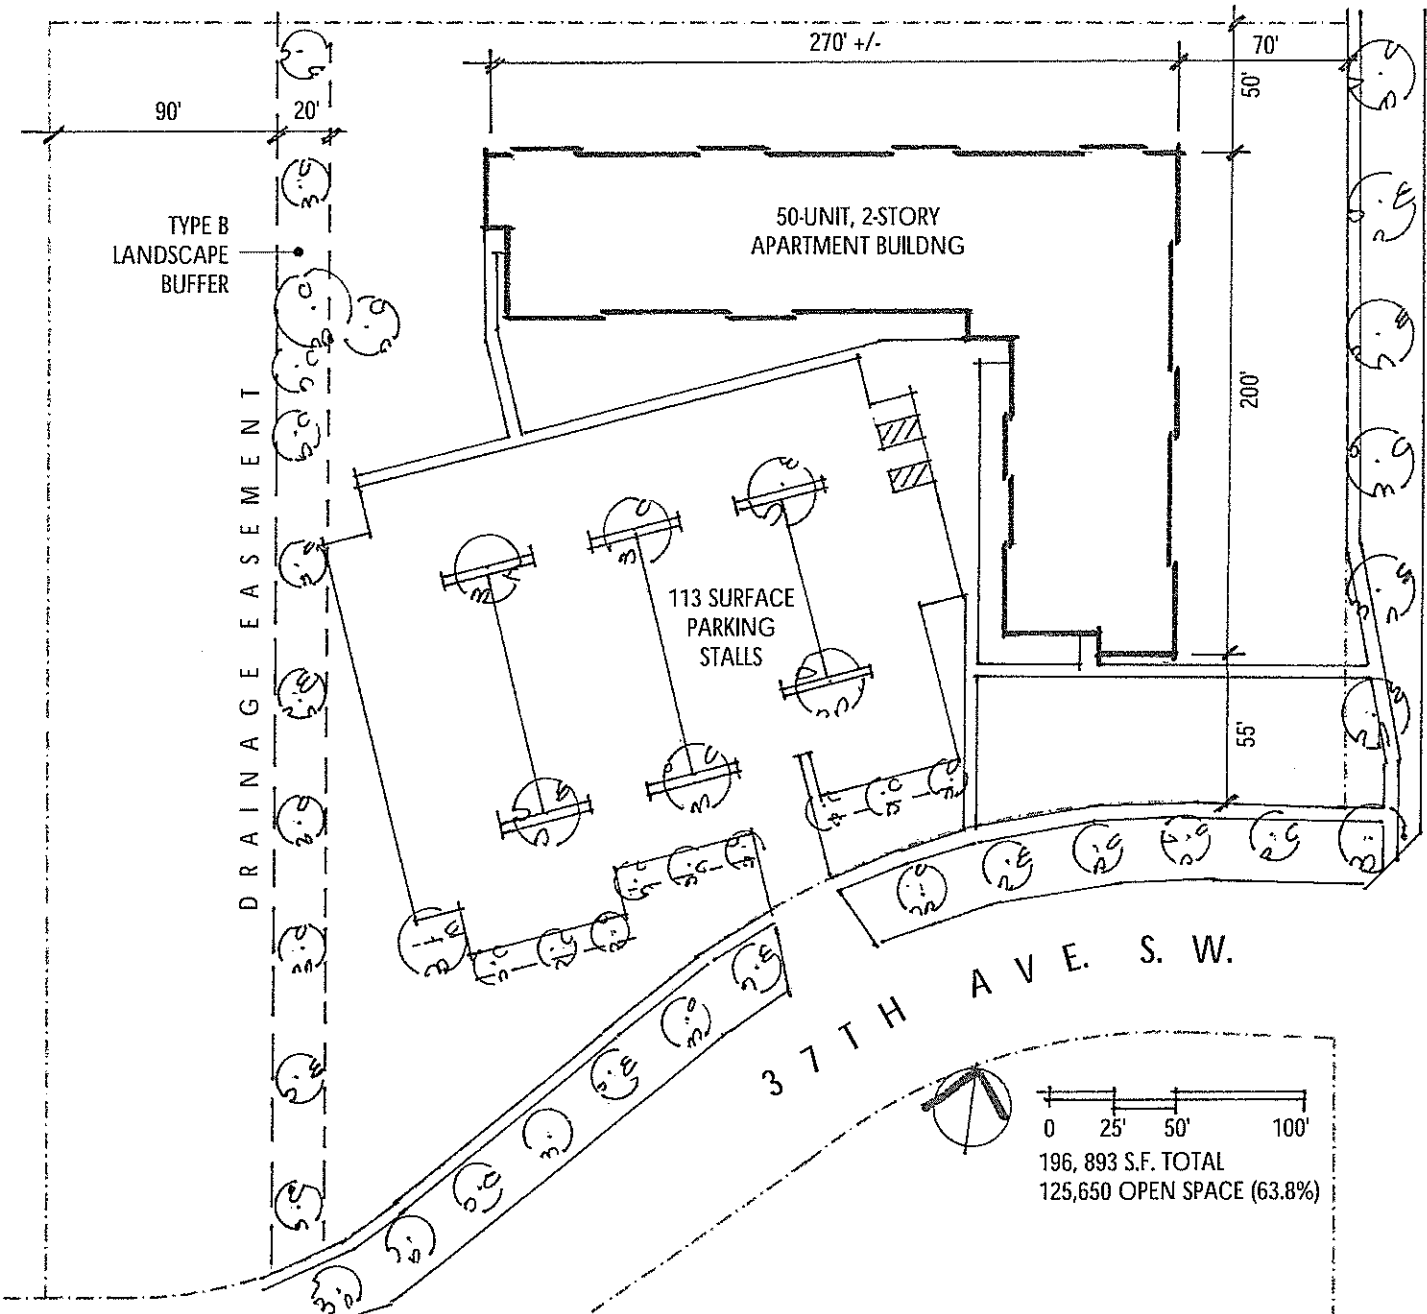 270' +/-
70'
50'
90'
20'
TYPE B
LANDSCAPE
BUFFER
50-UNIT, 2-STORY
APARTMENT BUILDNG
200'
DRAINAGE EASEMENT
113 SURFACE
PARKING
STALLS
55'
37TH AVE. S. W.
0 25' 50' 100'
196, 893 S.F. TOTAL
125,650 OPEN SPACE (63.8%)